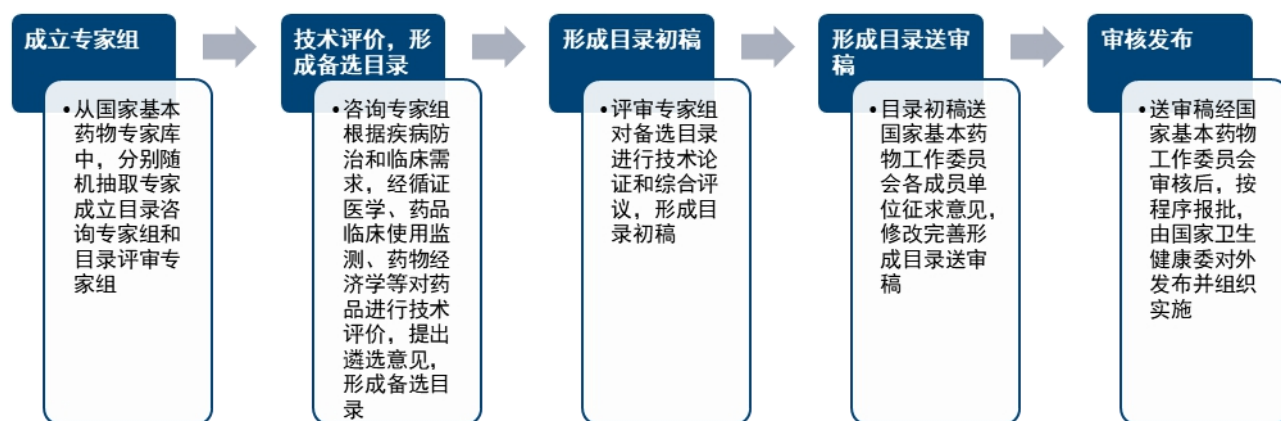 成立专家组
•从国家基本
药物专家库
中，分别随
机抽取专家
成立目录咨
询专家组和
目录评审专
家组
技术评价，形
成备选目录
•咨询专家组
根据疾病防
治和临床需
求，经循证
医学、药品
临床使用监
测、药物经
济学等对药
品进行技术
评价，提出
遴选意见，
形成备选目
录
形成目录初稿
•评审专家组
对备选目录
进行技术论
证和综合评
议，形成目
录初稿
形成目录送审
稿
•目录初稿送
国家基本药
物工作委员
会各成员单
位征求意见，
修改完善形
成目录送审
稿
审核发布
•送审稿经国
家基本药物
工作委员会
审核后，按
程序报批，
由国家卫生
健康委对外
发布并组织
实施